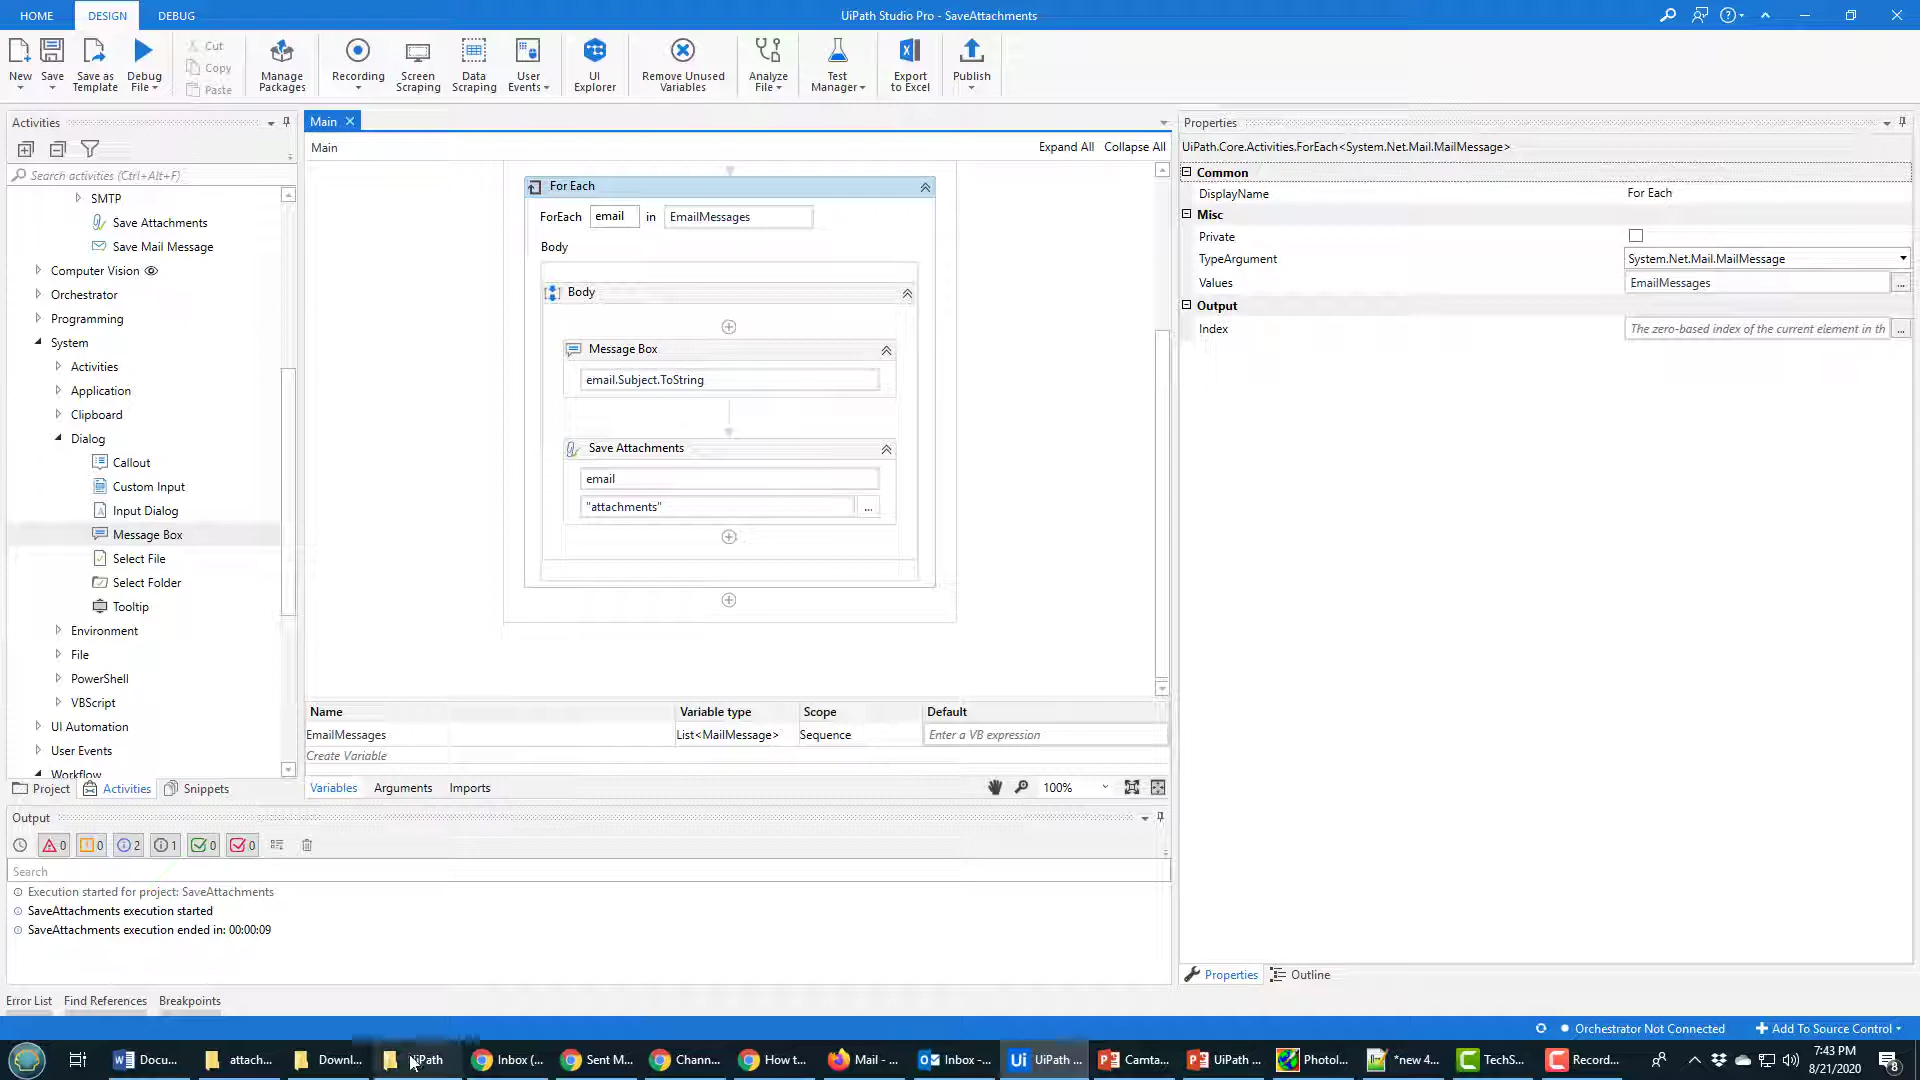 HOME DESIGN DEBUG UiPath Studio Pro - SaveAttachments
New Save Save as Template Debug File Cut Copy Paste Manage Packages Recording Screen Scraping Data Scraping User Events UI Explorer Remove Unused Variables Analyze File Test Manager Export to Excel Publish
Activities
Search activities (Ctrl+Alt+F)
SMTP
Save Attachments
Save Mail Message
Computer Vision
Orchestrator
Programming
System
Activities
Application
Clipboard
Dialog
Callout
Custom Input
Input Dialog
Message Box
Select File
Select Folder
Tooltip
Environment
File
PowerShell
VBScript
UI Automation
User Events
Workflow
Project Activities Snippets
Main
Main Expand All Collapse All
For Each
ForEach email in EmailMessages
Body
Body
Message Box
email.Subject.ToString
Save Attachments
email
"attachments" ...
Name Variable type Scope Default
EmailMessages List<MailMessage> Sequence Enter a VB expression
Create Variable
Variables Arguments Imports 100%
Properties
UiPath.Core.Activities.ForEach<System.Net.Mail.MailMessage>
Common
DisplayName For Each
Misc
Private
TypeArgument System.Net.Mail.MailMessage
Values EmailMessages ...
Output
Index The zero-based index of the current element in th ...
Properties Outline
Output
0 0 2 1 0 0
Search
Execution started for project: SaveAttachments
SaveAttachments execution started
SaveAttachments execution ended in: 00:00:09
Error List Find References Breakpoints
Orchestrator Not Connected Add To Source Control
Docu... attach... Downl... UiPath Inbox (... Sent M... Chann... How t... Mail - ... Inbox -... UiPath ... Camta... UiPath ... Photol... *new 4... TechS... Record... 7:43 PM
8/21/2020 8